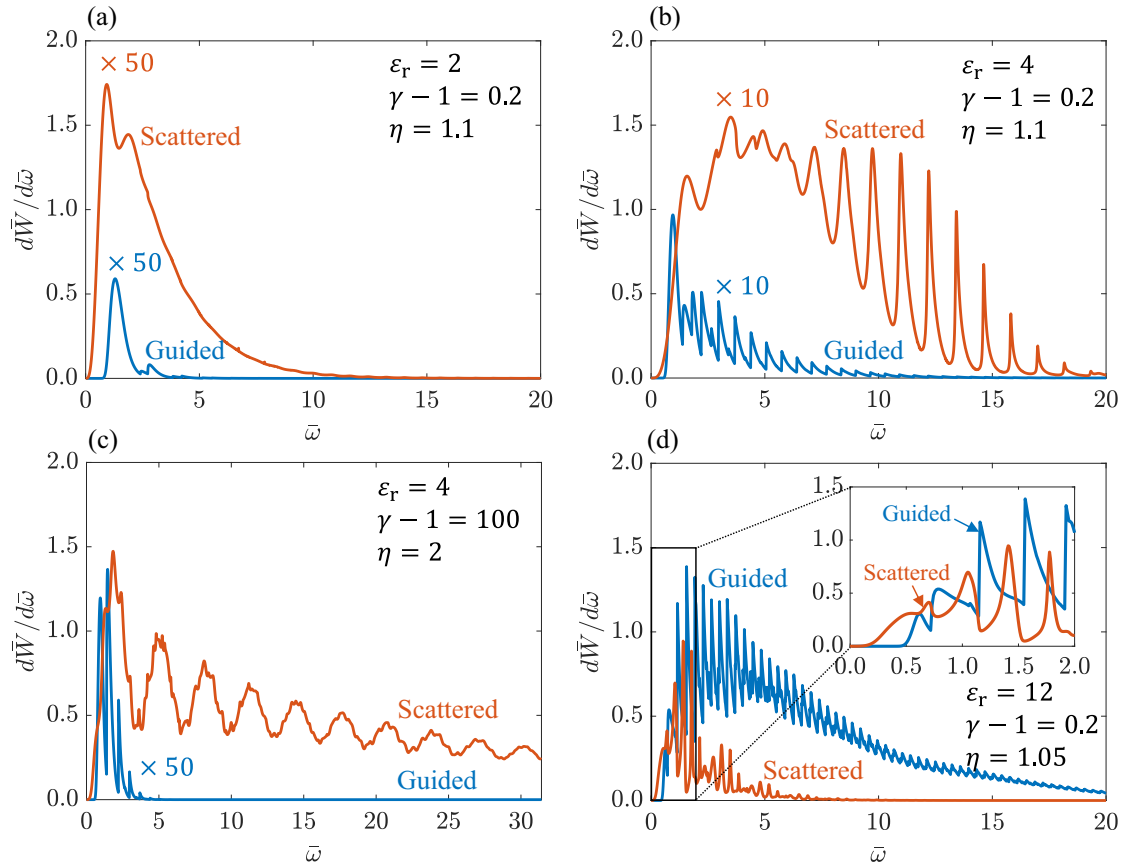 (a)
2.0
1.5
1.0
0.5
0.0
0
5
10
15
20
dW̄/dω̄
ω̄
× 50
Scattered
× 50
Guided
εr = 2
γ − 1 = 0.2
η = 1.1
(b)
2.0
1.5
1.0
0.5
0.0
0
5
10
15
20
dW̄/dω̄
ω̄
× 10
Scattered
× 10
Guided
εr = 4
γ − 1 = 0.2
η = 1.1
(c)
2.0
1.5
1.0
0.5
0.0
0
5
10
15
20
25
30
dW̄/dω̄
ω̄
εr = 4
γ − 1 = 100
η = 2
Scattered
× 50
Guided
(d)
2.0
1.5
1.0
0.5
0.0
0
5
10
15
20
dW̄/dω̄
ω̄
Guided
Scattered
1.5
1.0
0.5
0.0
0.0
0.5
1.0
1.5
2.0
Guided
Scattered
εr = 12
γ − 1 = 0.2
η = 1.05